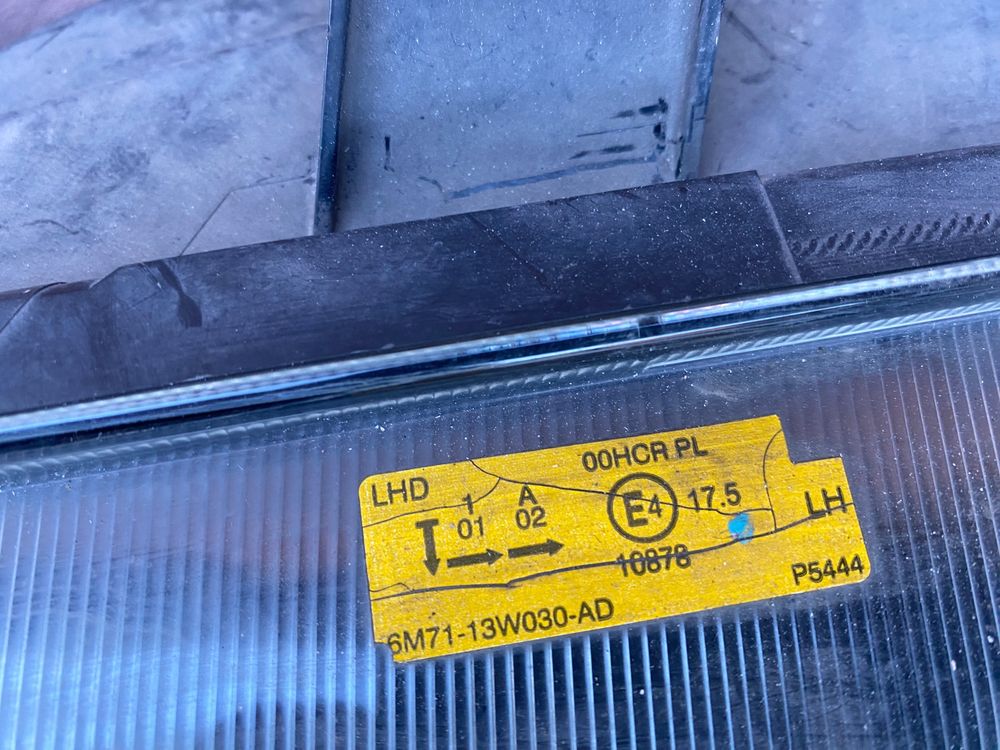 00HCR PL
LHD 1 A E4 17.5 LH
01 02
10878
P5444
6M71-13W030-AD